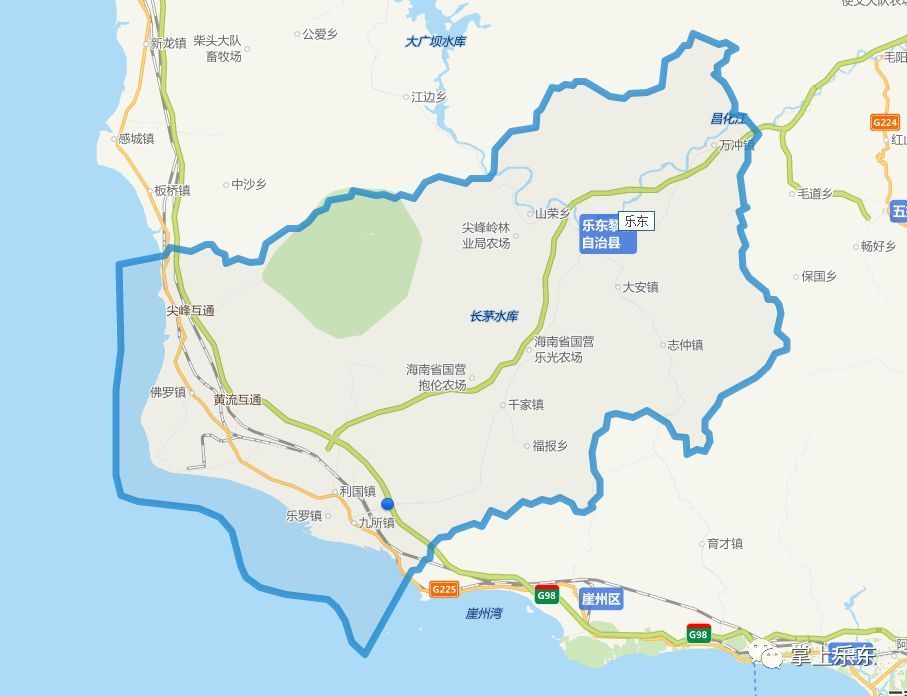 使文大队农场
公爱乡
新龙镇
柴头大队
畜牧场
大广坝水库
毛阳
江边乡
昌化江
G224
感城镇
万冲镇
红山
中沙乡
板桥镇
毛道乡
山荣乡
乐东黎
自治县
乐东
五
尖峰岭林
业局农场
畅好乡
保国乡
大安镇
尖峰互通
长茅水库
海南省国营
乐光农场
志仲镇
海南省国营
抱伦农场
佛罗镇
黄流互通
千家镇
福报乡
利国镇
乐罗镇
九所镇
育才镇
G225
G98
崖州区
崖州湾
G98
掌上乐东